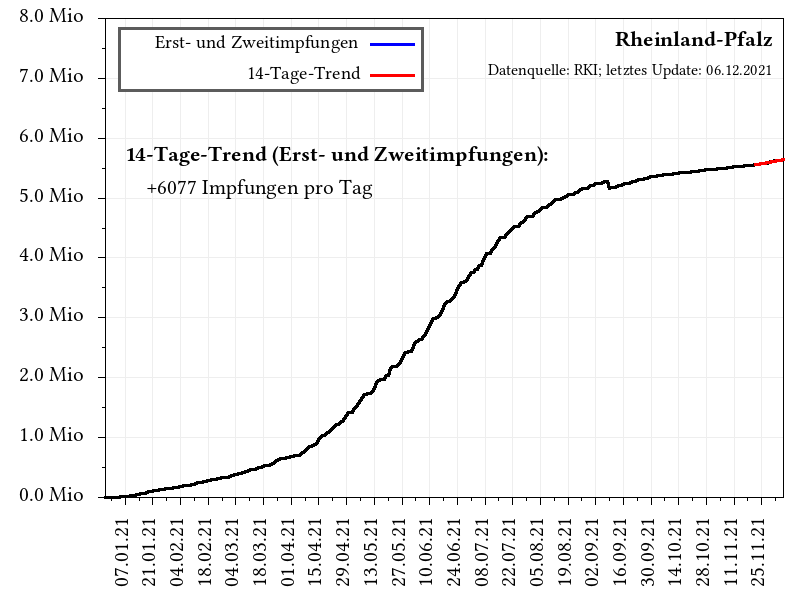 8.0 Mio
7.0 Mio
6.0 Mio
5.0 Mio
4.0 Mio
3.0 Mio
2.0 Mio
1.0 Mio
0.0 Mio
Erst- und Zweitimpfungen
14-Tage-Trend
Rheinland-Pfalz
Datenquelle: RKI; letztes Update: 06.12.2021
14-Tage-Trend (Erst- und Zweitimpfungen):
+6077 Impfungen pro Tag
07.01.21
21.01.21
04.02.21
18.02.21
04.03.21
18.03.21
01.04.21
15.04.21
29.04.21
13.05.21
27.05.21
10.06.21
24.06.21
08.07.21
22.07.21
05.08.21
19.08.21
02.09.21
16.09.21
30.09.21
14.10.21
28.10.21
11.11.21
25.11.21